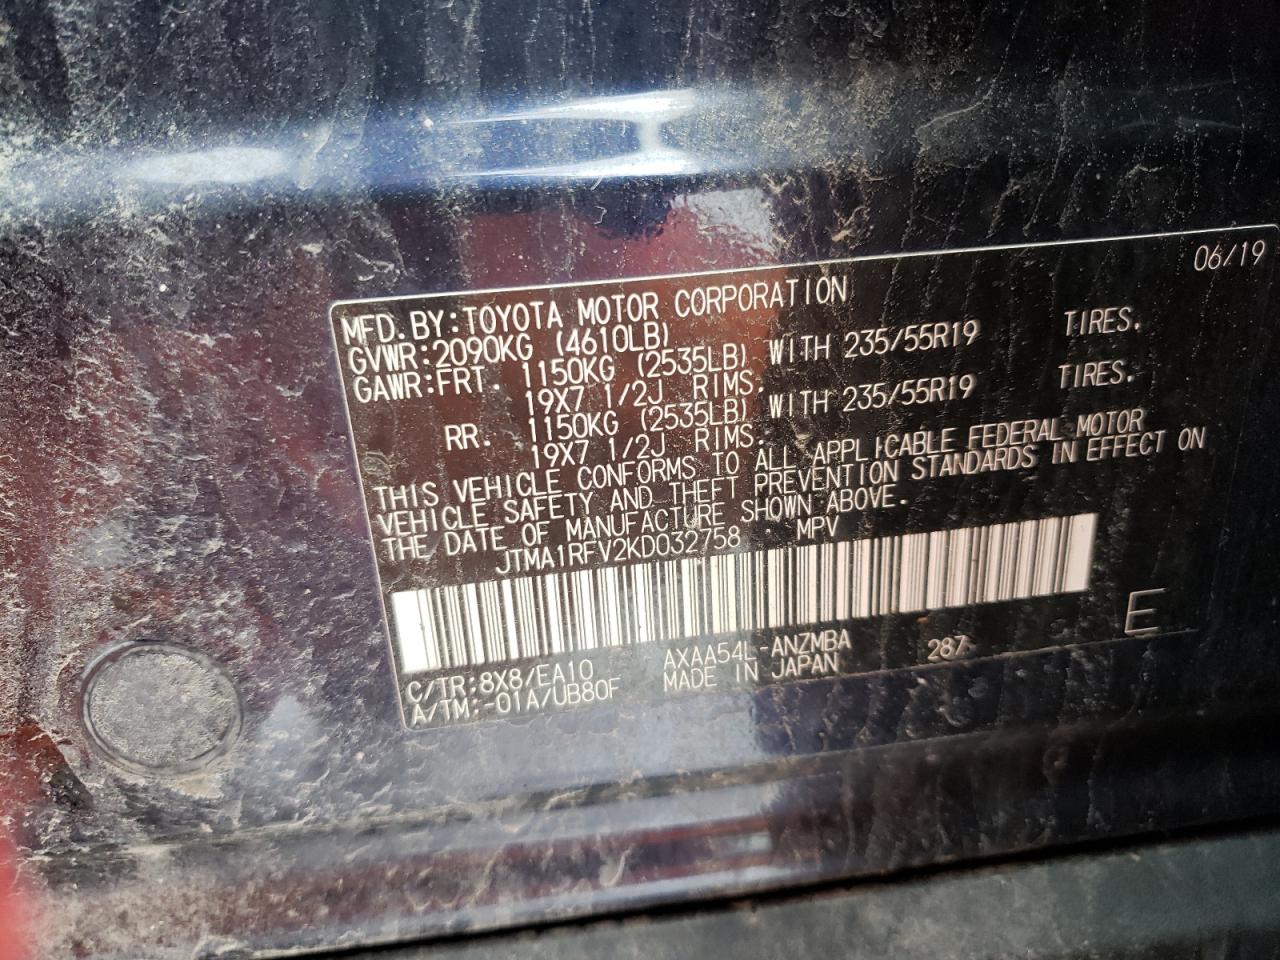 06/19
MFD.BY:TOYOTA MOTOR CORPORATION
GVWR:2090KG (4610LB)
GAWR:FRT. 1150KG (2535LB) WITH 235/55R19 TIRES.
19X7 1/2J RIMS.
RR. 1150KG (2535LB) WITH 235/55R19 TIRES.
19X7 1/2J RIMS.
THIS VEHICLE CONFORMS TO ALL APPLICABLE FEDERAL MOTOR
VEHICLE SAFETY AND THEFT PREVENTION STANDARDS IN EFFECT ON
THE DATE OF MANUFACTURE SHOWN ABOVE.
JTMA1RFV2KD032758 MPV
C/TR:8X8/EA10 AXAA54L-ANZMBA 287 E
A/TM:-01A/UB80F MADE IN JAPAN